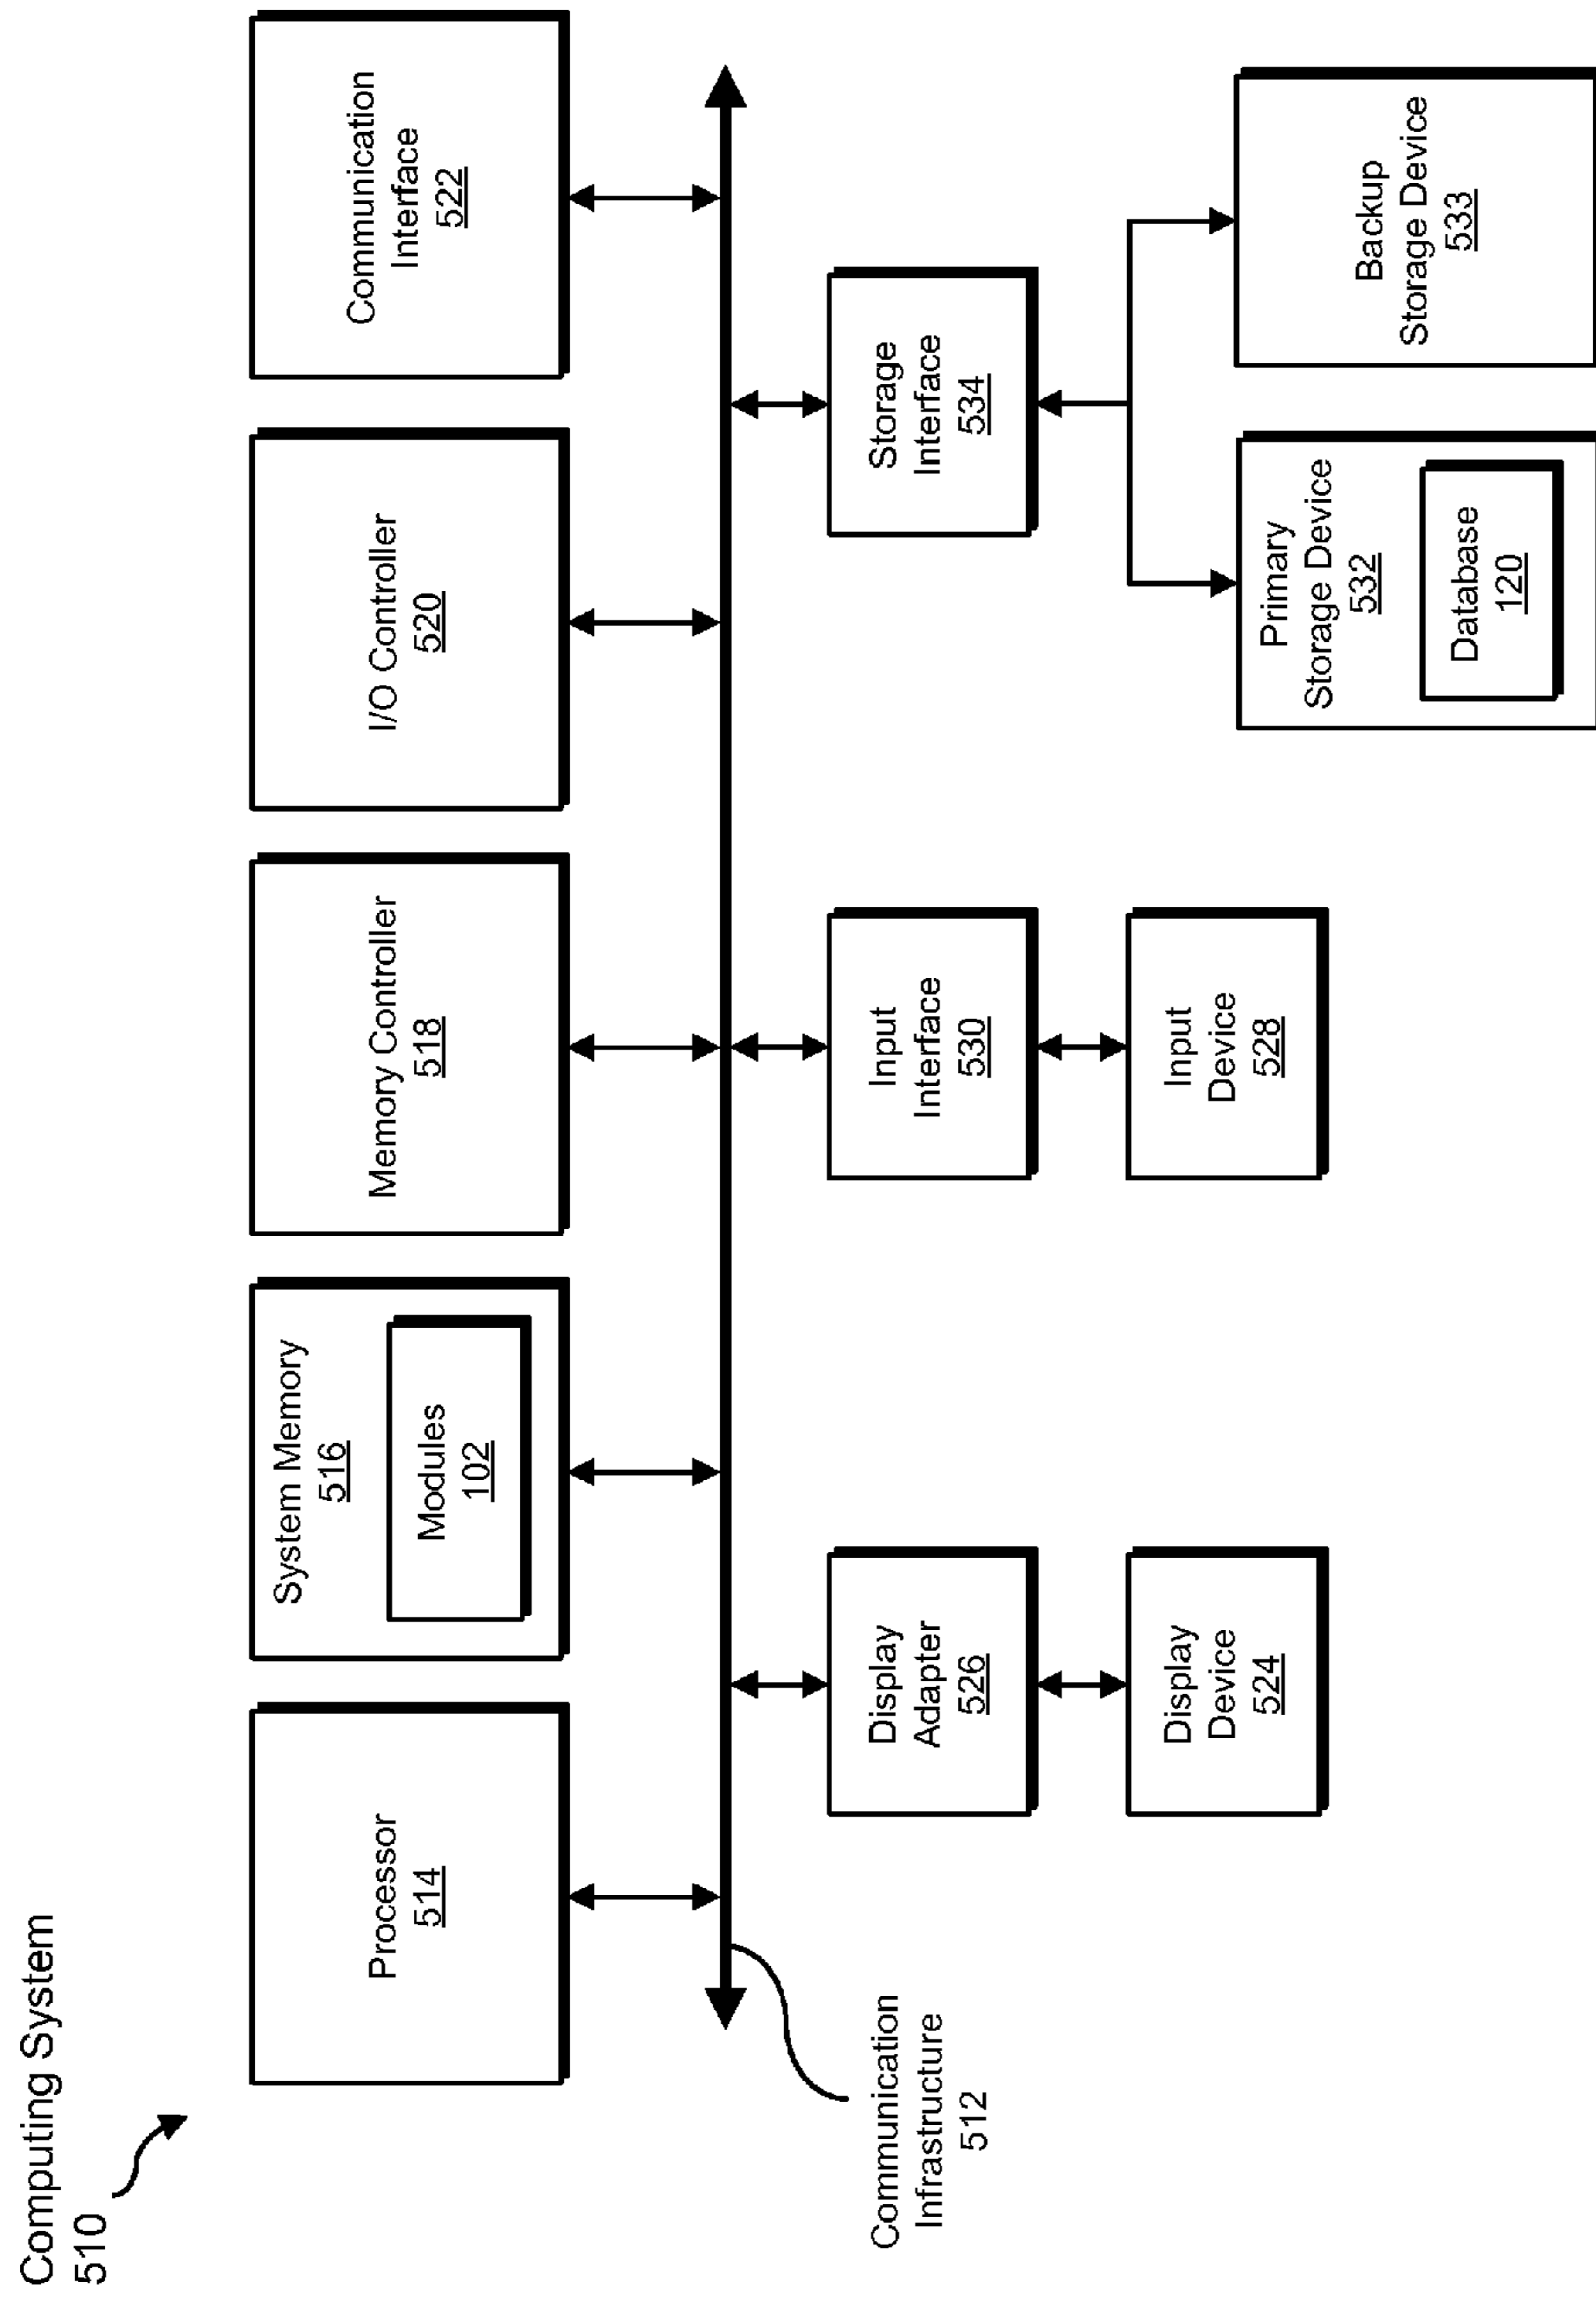 Computing System
510
Processor
514
System Memory
516
Modules
102
Memory Controller
518
I/O Controller
520
Communication
Interface
522
Communication
Infrastructure
512
Display
Adapter
526
Input
Interface
530
Storage
Interface
534
Display
Device
524
Input
Device
528
Primary
Storage Device
532
Database
120
Backup
Storage Device
533